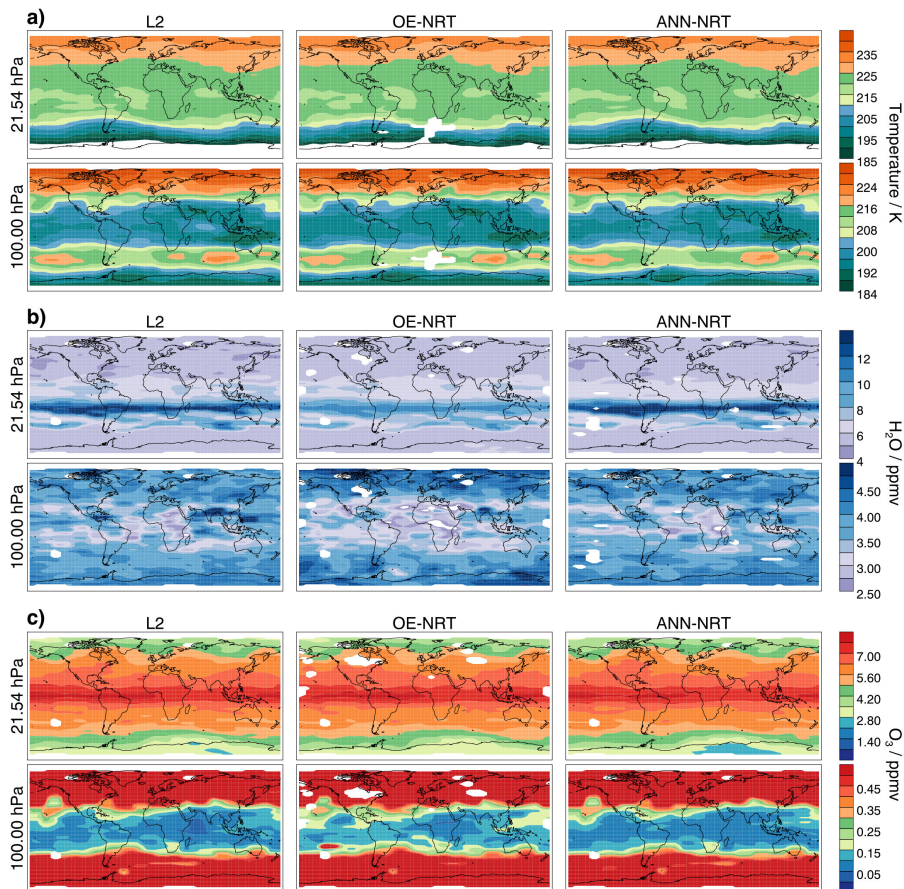 a)
L2 OE-NRT ANN-NRT
21.54 hPa
100.00 hPa
235
225
215
205
195
185
224
216
208
200
192
184
Temperature / K
b)
L2 OE-NRT ANN-NRT
21.54 hPa
100.00 hPa
12
10
8
6
4
4.50
4.00
3.50
3.00
2.50
H₂O / ppmv
c)
L2 OE-NRT ANN-NRT
21.54 hPa
100.00 hPa
7.00
5.60
4.20
2.80
1.40
0.45
0.35
0.25
0.15
0.05
O₃ / ppmv